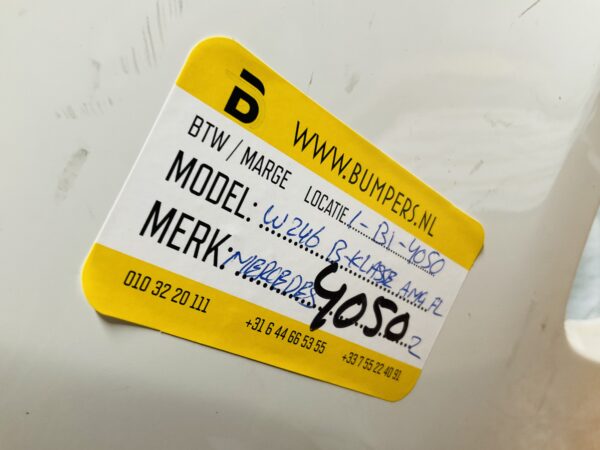 WWW.BUMPERS.NL
BTW / MARGE LOCATIE: 1-B1-4050
MODEL: W246 B-KLASSE AMG FL
MERK: MERCEDES 4050 2
010 32 20 111 +31 6 44 66 53 55 +33 7 55 22 40 91